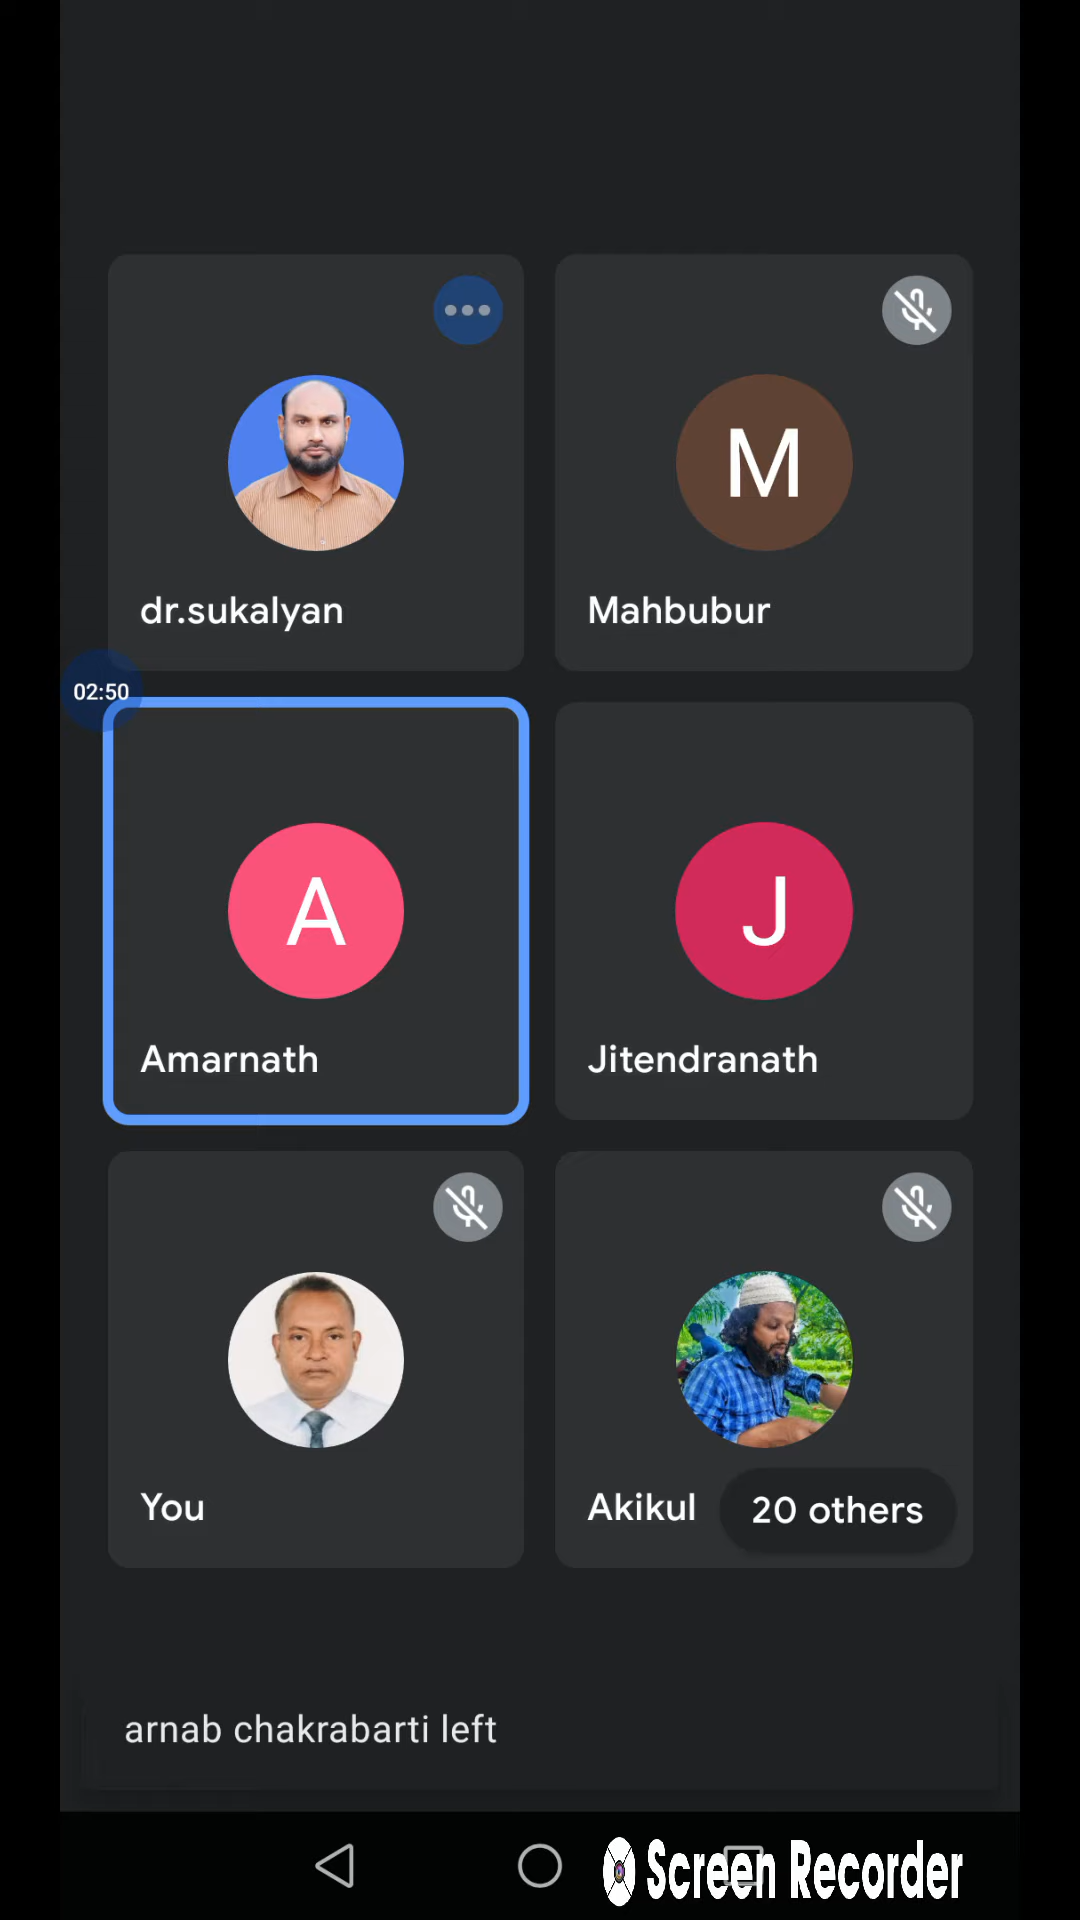 dr.sukalyan
M
Mahbubur
02:50
A
Amarnath
J
Jitendranath
You
Akikul
20 others
arnab chakrabarti left
Screen Recorder